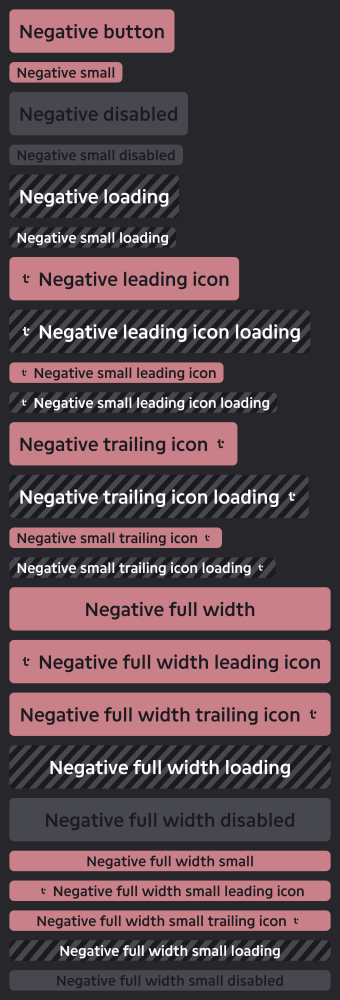 Negative button
Negative small
Negative disabled
Negative small disabled
Negative loading
Negative small loading
Negative leading icon
Negative leading icon loading
Negative small leading icon
Negative small leading icon loading
Negative trailing icon
Negative trailing icon loading
Negative small trailing icon
Negative small trailing icon loading
Negative full width
Negative full width leading icon
Negative full width trailing icon
Negative full width loading
Negative full width disabled
Negative full width small
Negative full width small leading icon
Negative full width small trailing icon
Negative full width small loading
Negative full width small disabled